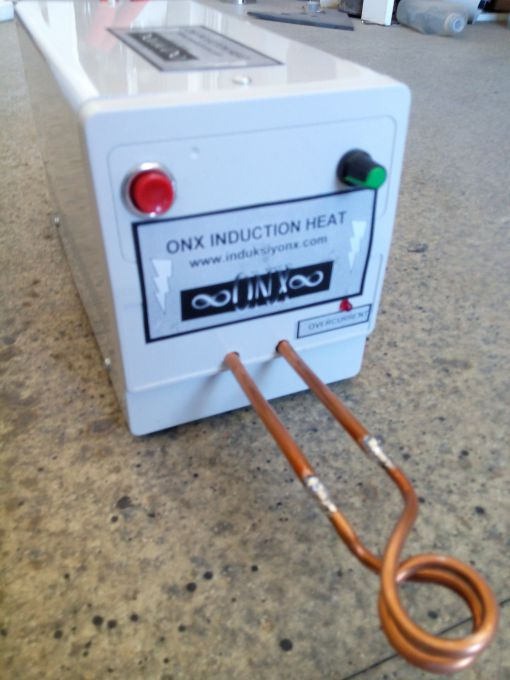 ONX INDUCTION HEAT
www.induksiyonx.com
ONX
OVERCURRENT